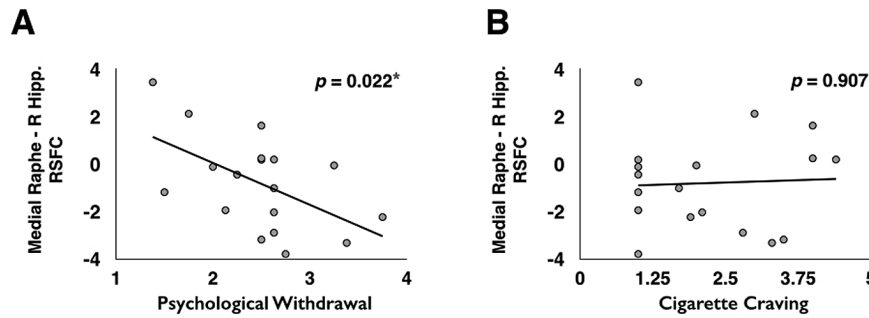 A
Medial Raphe - R Hipp.
RSFC
4
2
0
-2
-4
p = 0.022*
1
2
3
4
Psychological Withdrawal
B
Medial Raphe - R Hipp.
RSFC
4
2
0
-2
-4
p = 0.907
0
1.25
2.5
3.75
5
Cigarette Craving